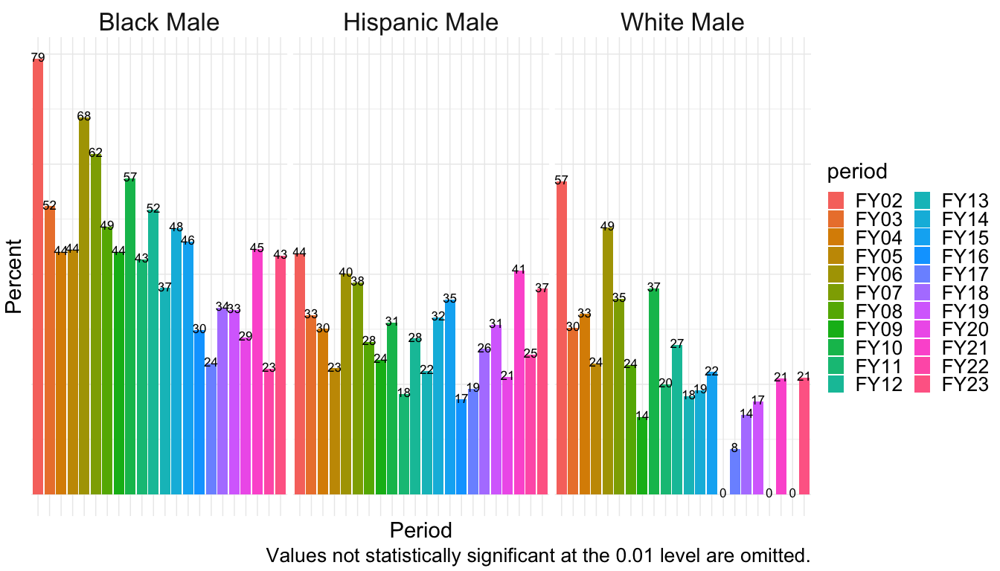 Black Male Hispanic Male White Male
79 52 44 44 68 62 49 44 57 43 52 37 48 46 30 24 34 33 29 45 23 43
44 33 30 23 40 38 28 24 31 18 28 22 32 35 17 19 26 31 21 41 25 37
57 30 33 24 49 35 24 14 37 20 27 18 19 22 0 8 14 17 0 21 0 21
Percent
Period
Values not statistically significant at the 0.01 level are omitted.
period
FY02 FY13
FY03 FY14
FY04 FY15
FY05 FY16
FY06 FY17
FY07 FY18
FY08 FY19
FY09 FY20
FY10 FY21
FY11 FY22
FY12 FY23